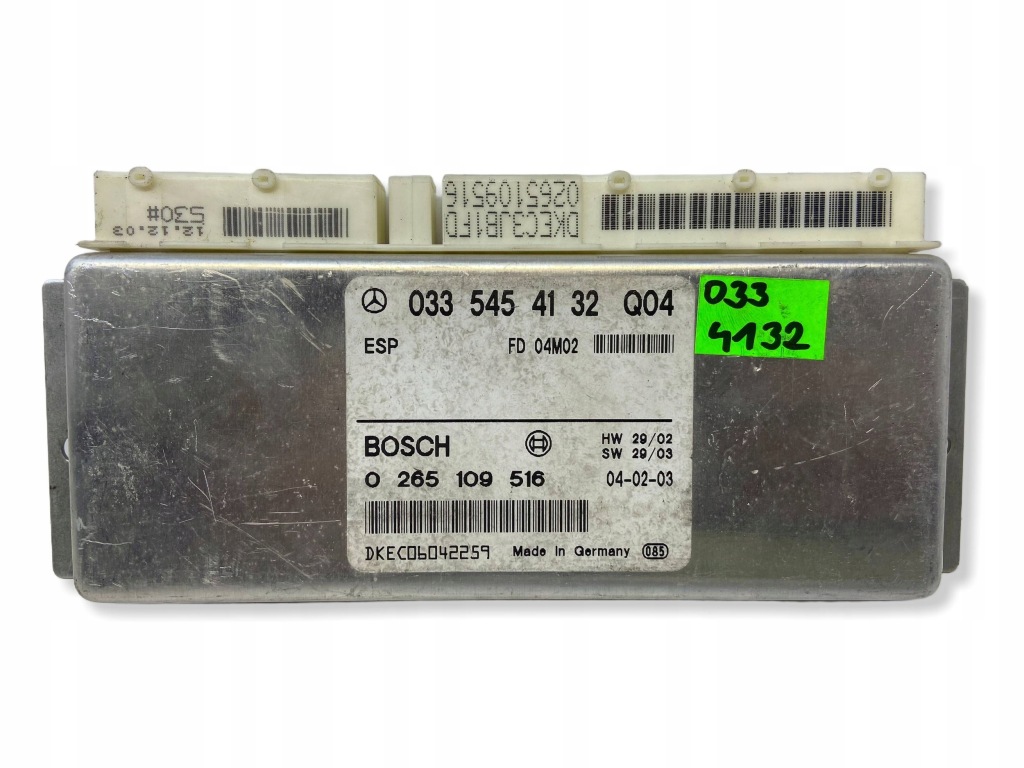 12.12.03
530#
DKEC3JB1FD
0265109516
033 545 41 32 Q04
ESP FD 04M02
BOSCH HW 29/02
SW 29/03
0 265 109 516 04-02-03
DKEC06042259 Made in Germany 085
033
4132